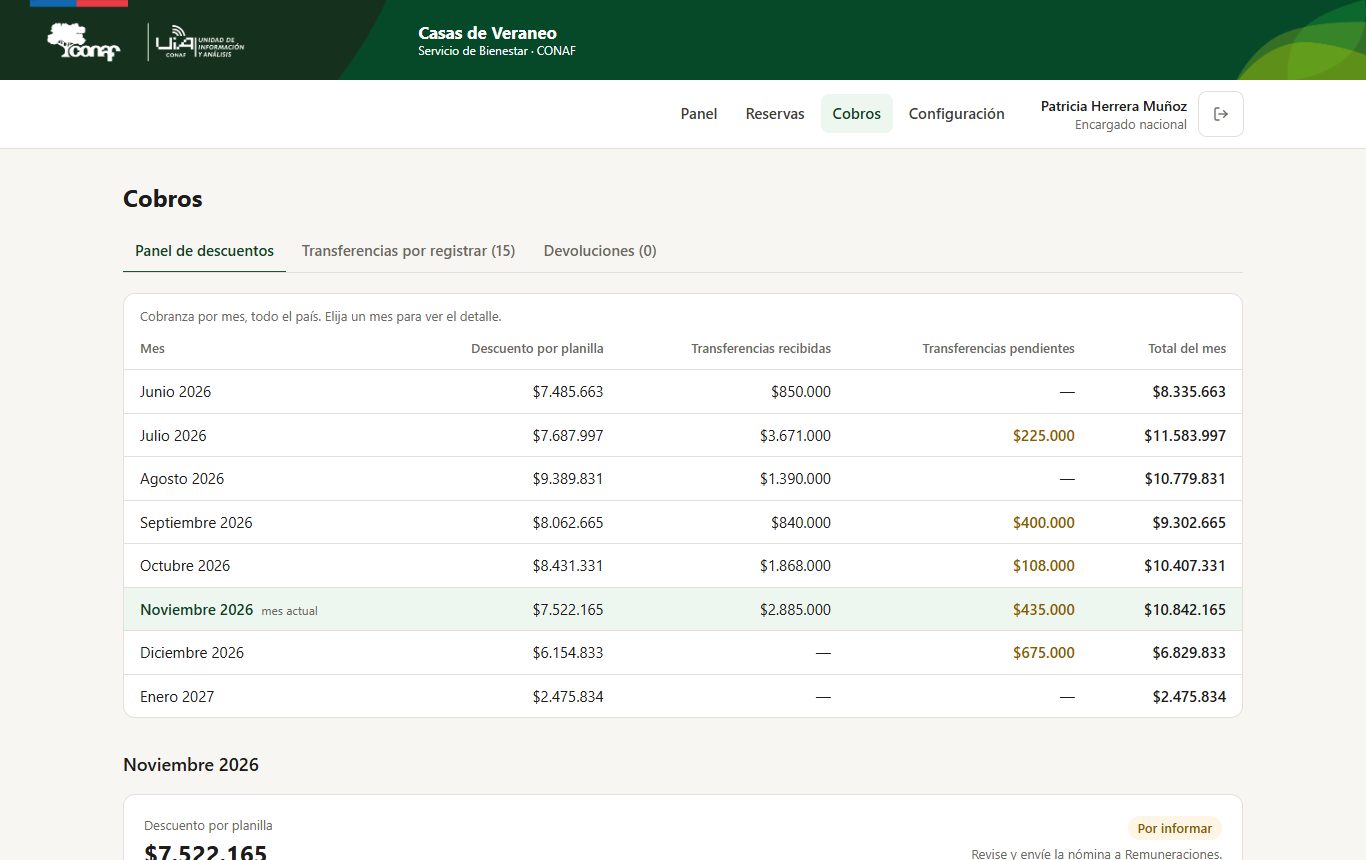 conaf
UiA
CONAF
UNIDAD DE
INFORMACIÓN
Y ANÁLISIS
Casas de Veraneo
Servicio de Bienestar · CONAF
Panel Reservas Cobros Configuración
Patricia Herrera Muñoz
Encargado nacional
Cobros
Panel de descuentos Transferencias por registrar (15) Devoluciones (0)
Cobranza por mes, todo el país. Elija un mes para ver el detalle.
Mes Descuento por planilla Transferencias recibidas Transferencias pendientes Total del mes
Junio 2026 $7.485.663 $850.000 — $8.335.663
Julio 2026 $7.687.997 $3.671.000 $225.000 $11.583.997
Agosto 2026 $9.389.831 $1.390.000 — $10.779.831
Septiembre 2026 $8.062.665 $840.000 $400.000 $9.302.665
Octubre 2026 $8.431.331 $1.868.000 $108.000 $10.407.331
Noviembre 2026 mes actual $7.522.165 $2.885.000 $435.000 $10.842.165
Diciembre 2026 $6.154.833 — $675.000 $6.829.833
Enero 2027 $2.475.834 — — $2.475.834
Noviembre 2026
Descuento por planilla Por informar
$7.522.165 Revise y envíe la nómina a Remuneraciones.